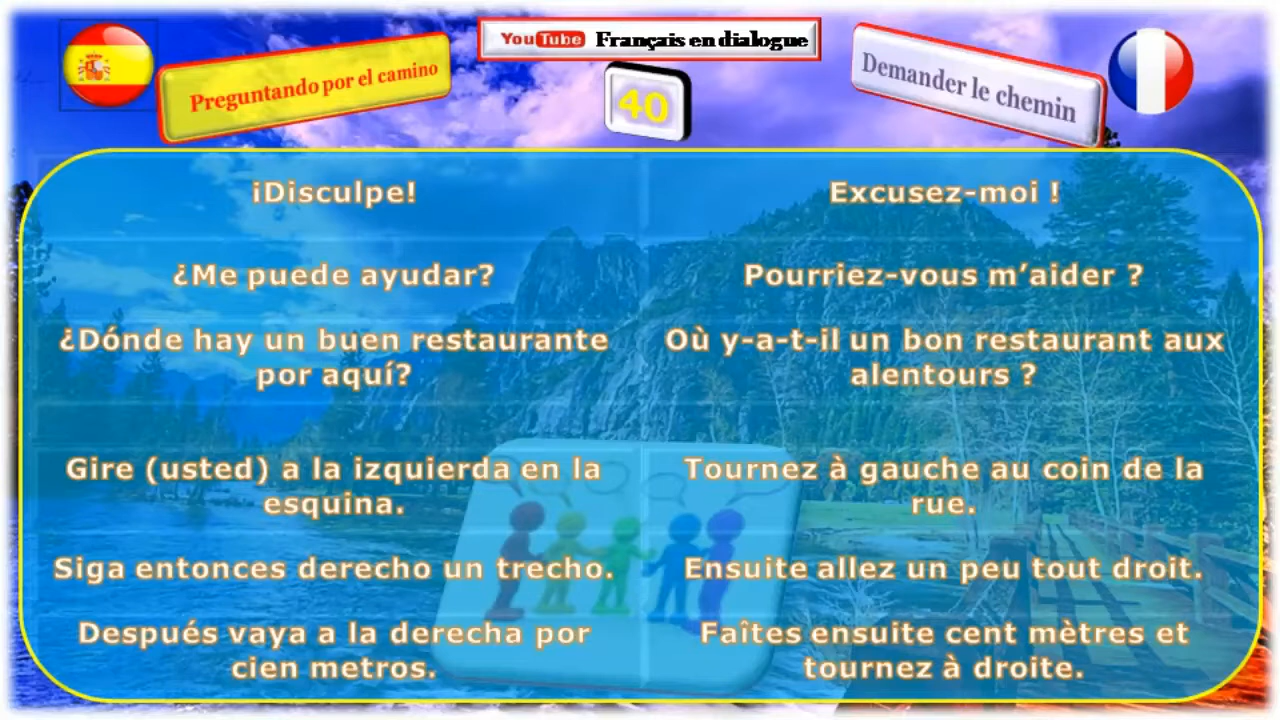 YouTube Français en dialogue
Preguntando por el camino
40
Demander le chemin
¡Disculpe!
Excusez-moi !
¿Me puede ayudar?
Pourriez-vous m’aider ?
¿Dónde hay un buen restaurante
por aquí?
Où y-a-t-il un bon restaurant aux
alentours ?
Gire (usted) a la izquierda en la
esquina.
Tournez à gauche au coin de la
rue.
Siga entonces derecho un trecho.
Ensuite allez un peu tout droit.
Después vaya a la derecha por
cien metros.
Faîtes ensuite cent mètres et
tournez à droite.